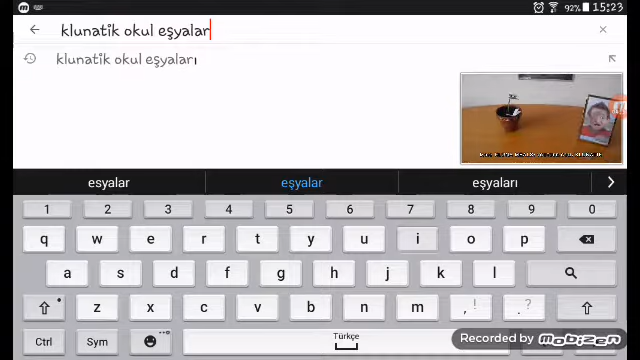 92% 15:23
klunatik okul eşyalar
klunatik okul eşyaları
esyalar eşyalar eşyaları
1 2 3 4 5 6 7 8 9 0
q w e r t y u i o p
a s d f g h j k l
z x c v b n m ,! .?
Ctrl Sym Türkçe
Recorded by mobizen